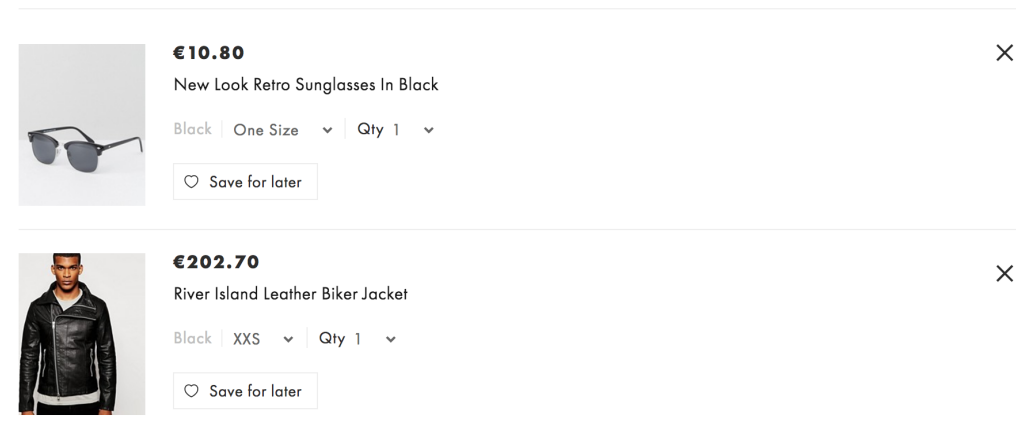 €10.80
New Look Retro Sunglasses In Black
Black One Size Qty 1
Save for later
€202.70
River Island Leather Biker Jacket
Black XXS Qty 1
Save for later